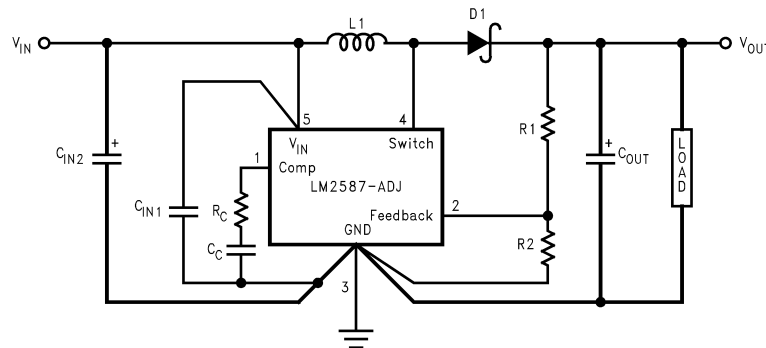 L1
D1
V_IN
V_OUT
5
4
V_IN
Switch
R1
C_IN2
+
1
Comp
LM2587-ADJ
+
C_OUT
LOAD
C_IN1
R_C
Feedback
2
GND
C_C
R2
3